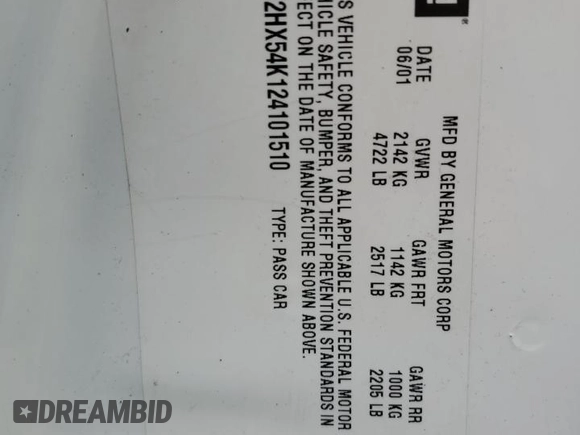 MFD BY GENERAL MOTORS CORP
DATE GVWR GAWR FRT GAWR RR
06/01 2142 KG 1142 KG 1000 KG
4722 LB 2517 LB 2205 LB
S VEHICLE CONFORMS TO ALL APPLICABLE U.S. FEDERAL MOTOR
HICLE SAFETY, BUMPER, AND THEFT PREVENTION STANDARDS IN
ECT ON THE DATE OF MANUFACTURE SHOWN ABOVE.
2HX54K124101510 TYPE: PASS CAR
DREAMBID